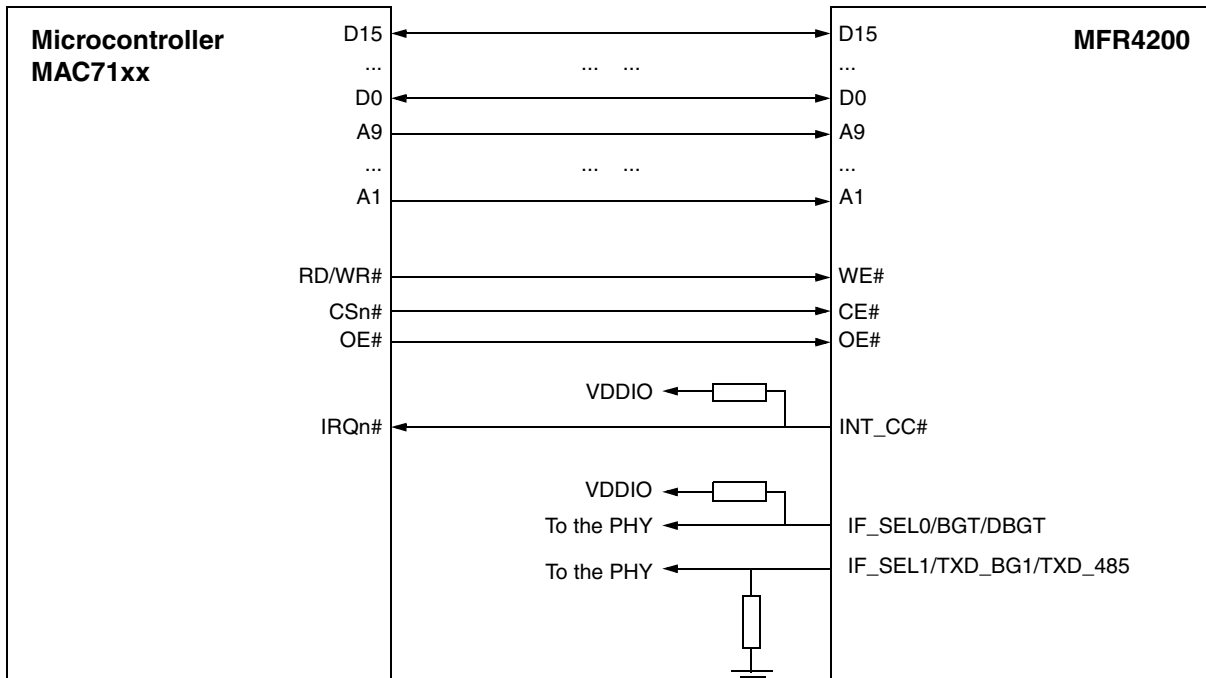 Microcontroller
MAC71xx
MFR4200
D15 D15
... ... ... ...
D0 D0
A9 A9
... ... ... ...
A1 A1
RD/WR# WE#
CSn# CE#
OE# OE#
VDDIO
IRQn# INT_CC#
VDDIO
To the PHY IF_SEL0/BGT/DBGT
To the PHY IF_SEL1/TXD_BG1/TXD_485